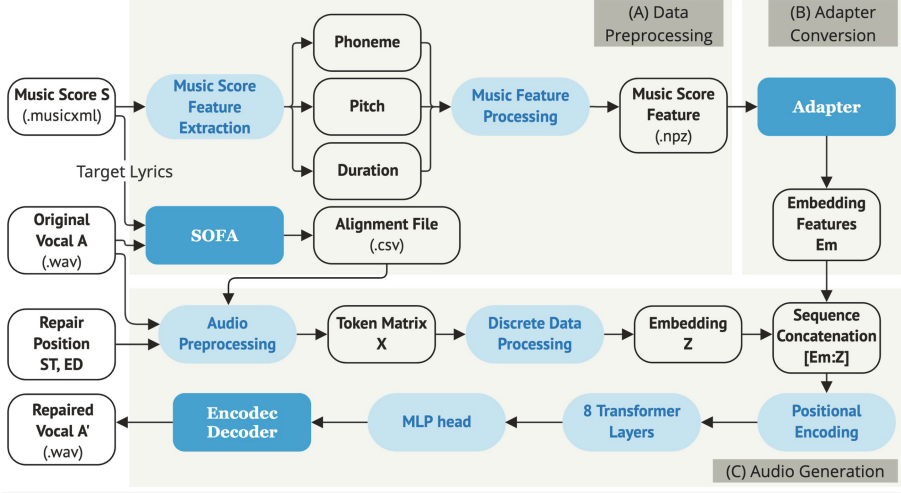 (A) Data
Preprocessing
(B) Adapter
Conversion
Music Score S
(.musicxml)
Music Score
Feature
Extraction
Phoneme
Pitch
Duration
Music Feature
Processing
Music Score
Feature
(.npz)
Adapter
Target Lyrics
Original
Vocal A
(.wav)
SOFA
Alignment File
(.csv)
Embedding
Features
Em
Repair
Position
ST, ED
Audio
Preprocessing
Token Matrix
X
Discrete Data
Processing
Embedding
Z
Sequence
Concatenation
[Em:Z]
Repaired
Vocal A'
(.wav)
Encodec
Decoder
MLP head
8 Transformer
Layers
Positional
Encoding
(C) Audio Generation